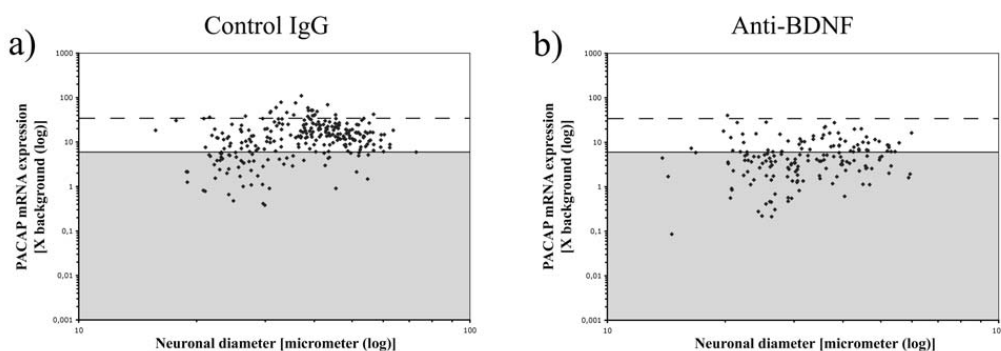 Control IgG
a)
PACAP mRNA expression
[X background (log)]
1000
100
10
1
0,1
0,01
0,001
10
100
Neuronal diameter [micrometer (log)]
Anti-BDNF
b)
PACAP mRNA expression
[X background (log)]
1000
100
10
1
0,1
0,01
0,001
10
10
Neuronal diameter [micrometer (log)]